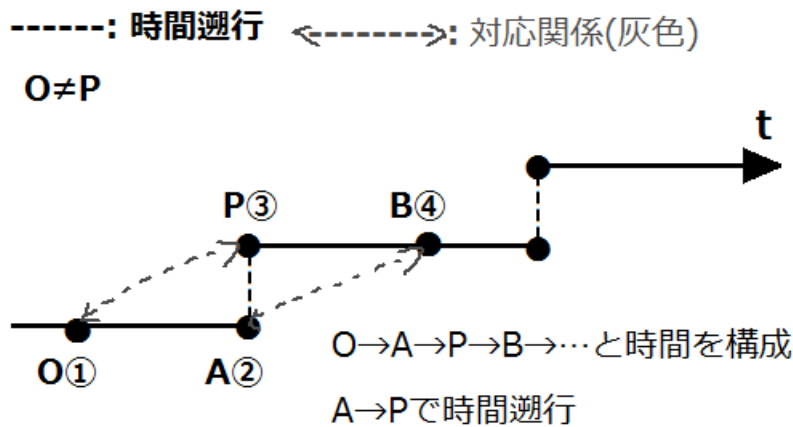 ------: 時間遡行 <-------->: 対応関係(灰色)
O≠P
t
P③ B④
O① A②
O→A→P→B→…と時間を構成
A→Pで時間遡行